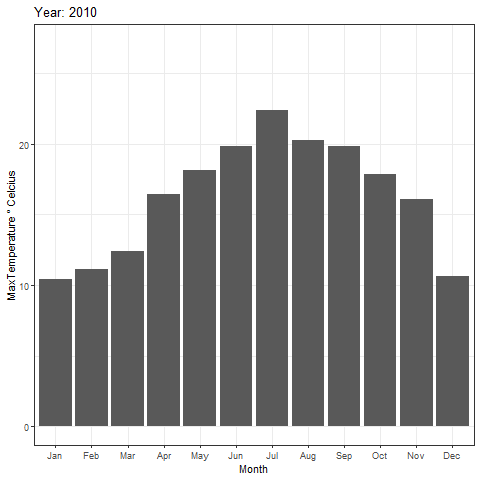 Year: 2010
MaxTemperature ° Celcius
20
10
0
Jan Feb Mar Apr May Jun Jul Aug Sep Oct Nov Dec
Month